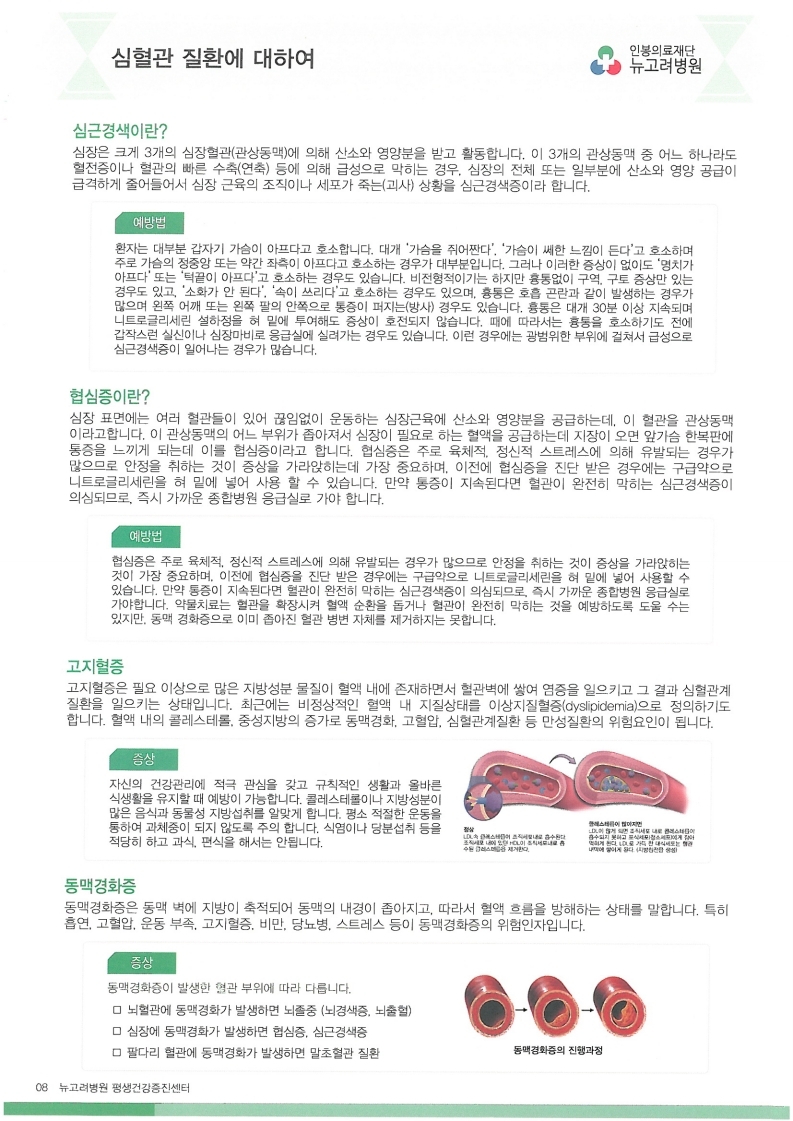 심혈관 질환에 대하여
인봉의료재단
뉴고려병원
심근경색이란?
심장은 크게 3개의 심장혈관(관상동맥)에 의해 산소와 영양분을 받고 활동합니다. 이 3개의 관상동맥 중 어느 하나라도
혈전증이나 혈관의 빠른 수축(연축) 등에 의해 급성으로 막히는 경우, 심장의 전체 또는 일부분에 산소와 영양 공급이
급격하게 줄어들어서 심장 근육의 조직이나 세포가 죽는(괴사) 상황을 심근경색증이라 합니다.
예방법
환자는 대부분 갑자기 가슴이 아프다고 호소합니다. 대개 '가슴을 쥐어짠다', '가슴이 쎄한 느낌이 든다'고 호소하며
주로 가슴의 정중앙 또는 약간 좌측이 아프다고 호소하는 경우가 대부분입니다. 그러나 이러한 증상이 없이도 '명치가
아프다' 또는 '턱끝이 아프다'고 호소하는 경우도 있습니다. 비전형적이기는 하지만 흉통없이 구역, 구토 증상만 있는
경우도 있고, '소화가 안 된다', '속이 쓰리다'고 호소하는 경우도 있으며, 흉통은 호흡 곤란과 같이 발생하는 경우가
많으며 왼쪽 어깨 또는 왼쪽 팔의 안쪽으로 통증이 퍼지는(방사) 경우도 있습니다. 흉통은 대개 30분 이상 지속되며
니트로글리세린 설하정을 혀 밑에 투여해도 증상이 호전되지 않습니다. 때에 따라서는 흉통을 호소하기도 전에
갑작스런 실신이나 심장마비로 응급실에 실려가는 경우도 있습니다. 이런 경우에는 광범위한 부위에 걸쳐서 급성으로
심근경색증이 일어나는 경우가 많습니다.
협심증이란?
심장 표면에는 여러 혈관들이 있어 끊임없이 운동하는 심장근육에 산소와 영양분을 공급하는데, 이 혈관을 관상동맥
이라고합니다. 이 관상동맥의 어느 부위가 좁아져서 심장이 필요로 하는 혈액을 공급하는데 지장이 오면 앞가슴 한복판에
통증을 느끼게 되는데 이를 협심증이라고 합니다. 협심증은 주로 육체적, 정신적 스트레스에 의해 유발되는 경우가
많으므로 안정을 취하는 것이 증상을 가라앉히는데 가장 중요하며, 이전에 협심증을 진단 받은 경우에는 구급약으로
니트로글리세린을 혀 밑에 넣어 사용 할 수 있습니다. 만약 통증이 지속된다면 혈관이 완전히 막히는 심근경색증이
의심되므로, 즉시 가까운 종합병원 응급실로 가야 합니다.
예방법
협심증은 주로 육체적, 정신적 스트레스에 의해 유발되는 경우가 많으므로 안정을 취하는 것이 증상을 가라앉히는
것이 가장 중요하며, 이전에 협심증을 진단 받은 경우에는 구급약으로 니트로글리세린을 혀 밑에 넣어 사용할 수
있습니다. 만약 통증이 지속된다면 혈관이 완전히 막히는 심근경색증이 의심되므로, 즉시 가까운 종합병원 응급실로
가야합니다. 약물치료는 혈관을 확장시켜 혈액 순환을 돕거나 혈관이 완전히 막히는 것을 예방하도록 도울 수는
있지만, 동맥 경화증으로 이미 좁아진 혈관 병변 자체를 제거하지는 못합니다.
고지혈증
고지혈증은 필요 이상으로 많은 지방성분 물질이 혈액 내에 존재하면서 혈관벽에 쌓여 염증을 일으키고 그 결과 심혈관계
질환을 일으키는 상태입니다. 최근에는 비정상적인 혈액 내 지질상태를 이상지질혈증(dyslipidemia)으로 정의하기도
합니다. 혈액 내의 콜레스테롤, 중성지방의 증가로 동맥경화, 고혈압, 심혈관계질환 등 만성질환의 위험요인이 됩니다.
증상
자신의 건강관리에 적극 관심을 갖고 규칙적인 생활과 올바른
식생활을 유지할 때 예방이 가능합니다. 콜레스테롤이나 지방성분이
많은 음식과 동물성 지방섭취를 알맞게 합니다. 평소 적절한 운동을
통하여 과체중이 되지 않도록 주의 합니다. 식염이나 당분섭취 등을
적당히 하고 과식, 편식을 해서는 안됩니다.
정상
LDL속 콜레스테롤이 조직세포내로 흡수된다.
조직세포 내에 있던 HDL이 조직세포내로 흡
수된 콜레스테롤을 제거한다.
콜레스테롤이 많아지면
LDL이 많게 되면 조직세포 내로 콜레스테롤이
동맥경화증
동맥경화증은 동맥 벽에 지방이 축적되어 동맥의 내경이 좁아지고, 따라서 혈액 흐름을 방해하는 상태를 말합니다. 특히
흡연, 고혈압, 운동 부족, 고지혈증, 비만, 당뇨병, 스트레스 등이 동맥경화증의 위험인자입니다.
증상
동맥경화증이 발생한 혈관 부위에 따라 다릅니다.
□ 뇌혈관에 동맥경화가 발생하면 뇌졸중 (뇌경색증, 뇌출혈)
□ 심장에 동맥경화가 발생하면 협심증, 심근경색증
□ 팔다리 혈관에 동맥경화가 발생하면 말초혈관 질환
동맥경화증의 진행과정
08 뉴고려병원 평생건강증진센터